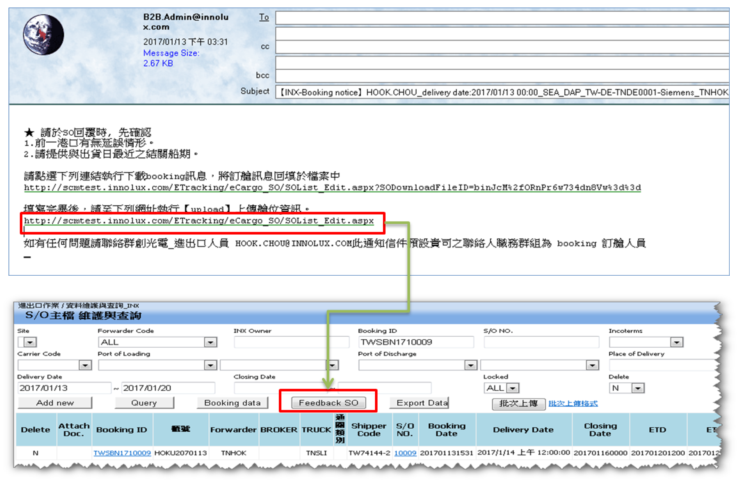 B2B.Admin@innolu
x.com
2017/01/13 下午 03:31
Message Size:
2.67 KB
To
cc
bcc
Subject 【INX-Booking notice】HOOK.CHOU_delivery date:2017/01/13 00:00_SEA_DAP_TW-DE-TNDE0001-Siemens_TNHOK
★ 請於SO回覆時, 先確認
1.前一港口有無延誤情形。
2.請提供與出貨日最近之結關船期。
請點選下列連結執行下載booking訊息，將訂艙訊息回填於檔案中
http://scmtest.innolux.com/ETracking/eCargo_SO/SOList_Edit.aspx?SODownloadFileID=binJcM%2fORnPr6w734dn8Vw%3d%3d
填寫完畢後，請至下列網址執行【upload】上傳艙位資訊。
http://scmtest.innolux.com/ETracking/eCargo_SO/SOList_Edit.aspx
如有任何問題請聯絡群創光電_進出口人員 HOOK.CHOU@INNOLUX.COM此通知信件預設貴司之聯絡人職務群組為 booking 訂艙人員
進出口作業 / 資料維護與查詢_INX
S/O主檔 維護與查詢
Site Forwarder Code INX Owner Booking ID S/O NO. Incoterms
ALL TWSBN1710009
Carrier Code Port of Loading Port of Discharge Place of Delivery
Delivery Date Closing Date Locked Delete
2017/01/13 ~ 2017/01/20 ALL N
Add new Query Booking data Feedback SO Export Data 批次上傳 批次上傳格式
Delete Attach Doc. Booking ID 櫃號 Forwarder BROKER TRUCK 通關類別 Shipper Code S/O NO. Booking Date Delivery Date Closing Date ETD
N TWSBN1710009 HOKU2070113 TNHOK TNSLI TW74144-2 10009 201701131531 2017/1/14 上午 12:00:00 201701160000 201701201200